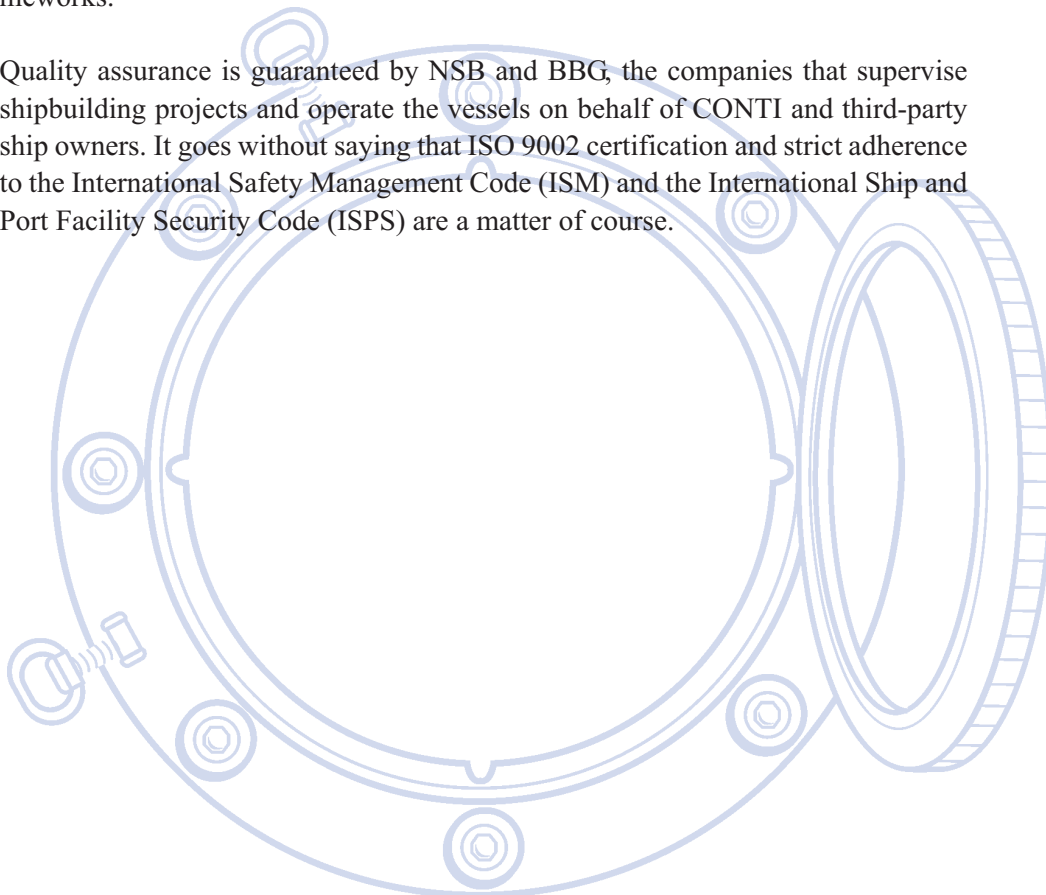 meworks.
Quality assurance is guaranteed by NSB and BBG, the companies that supervise
shipbuilding projects and operate the vessels on behalf of CONTI and third-party
ship owners. It goes without saying that ISO 9002 certification and strict adherence
to the International Safety Management Code (ISM) and the International Ship and
Port Facility Security Code (ISPS) are a matter of course.